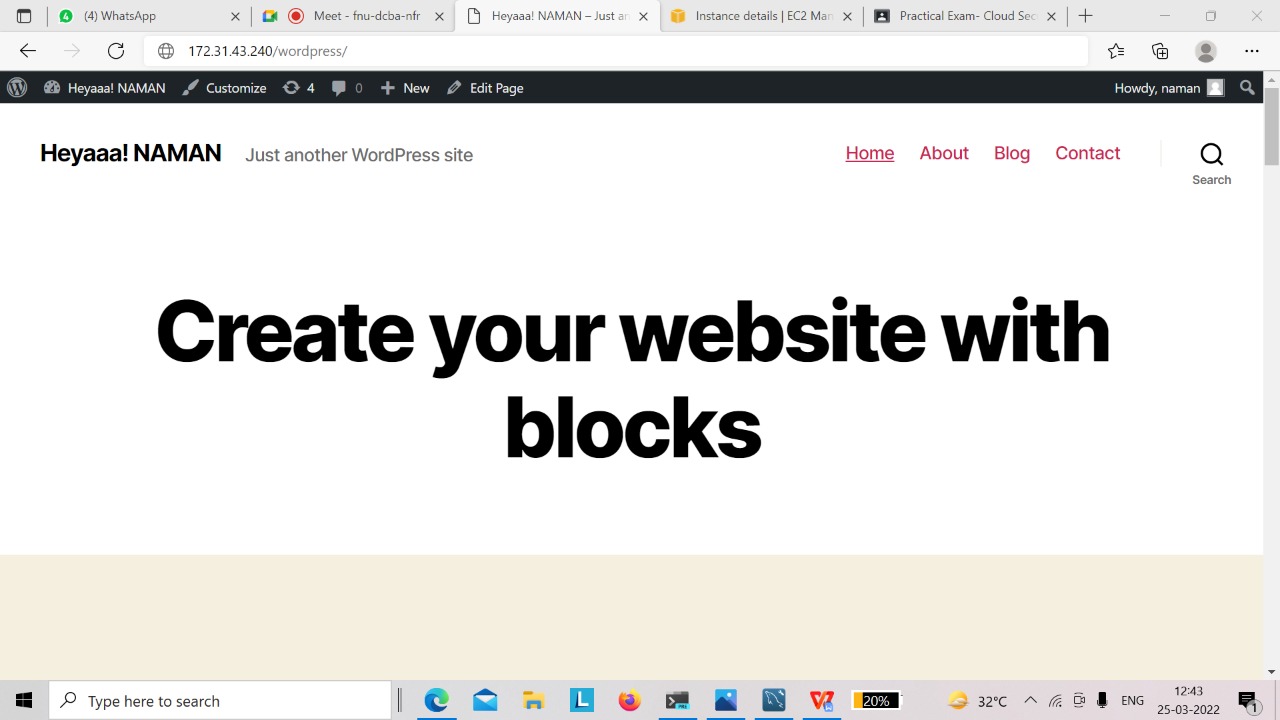 (4) WhatsApp
Meet - fnu-dcba-nfr
Heyaaa! NAMAN – Just an
Instance details | EC2 Man
Practical Exam- Cloud Sec
172.31.43.240/wordpress/
Heyaaa! NAMAN
Customize
4
0
New
Edit Page
Howdy, naman
Heyaaa! NAMAN
Just another WordPress site
Home
About
Blog
Contact
Search
Create your website with
blocks
Type here to search
20%
32°C
ENG
12:43
25-03-2022
1